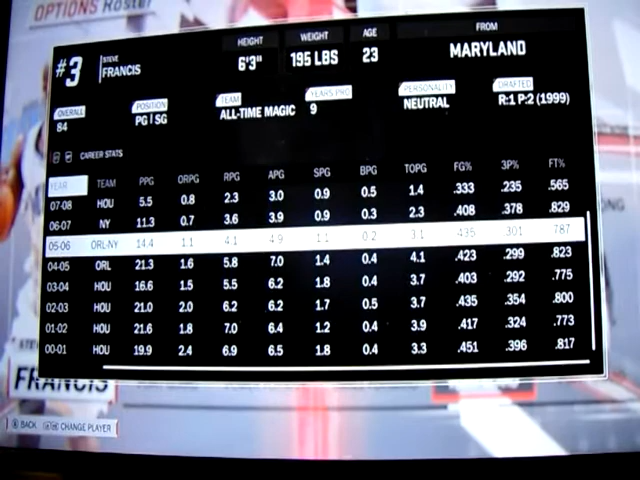 OPTIONS Roster
#3 STEVE FRANCIS
HEIGHT WEIGHT AGE FROM
6'3" 195 LBS 23 MARYLAND
OVERALL POSITION TEAM YEARS PRO PERSONALITY DRAFTED
84 PG | SG ALL-TIME MAGIC 9 NEUTRAL R:1 P:2 (1999)
CAREER STATS
YEAR TEAM PPG ORPG RPG APG SPG BPG TOPG FG% 3P% FT%
07-08 HOU 5.5 0.8 2.3 3.0 0.9 0.5 1.4 .333 .235 .565
06-07 NY 11.3 0.7 3.6 3.9 0.9 0.3 2.3 .408 .378 .829
05-06 ORL-NY 14.4 1.1 4.1 4.9 1.1 0.2 3.1 .435 .301 .787
04-05 ORL 21.3 1.6 5.8 7.0 1.4 0.4 4.1 .423 .299 .823
03-04 HOU 16.6 1.5 5.5 6.2 1.8 0.4 3.7 .403 .292 .775
02-03 HOU 21.0 2.0 6.2 6.2 1.7 0.5 3.7 .435 .354 .800
01-02 HOU 21.6 1.8 7.0 6.4 1.2 0.4 3.9 .417 .324 .773
00-01 HOU 19.9 2.4 6.9 6.5 1.8 0.4 3.3 .451 .396 .817
FRANCIS
BACK CHANGE PLAYER